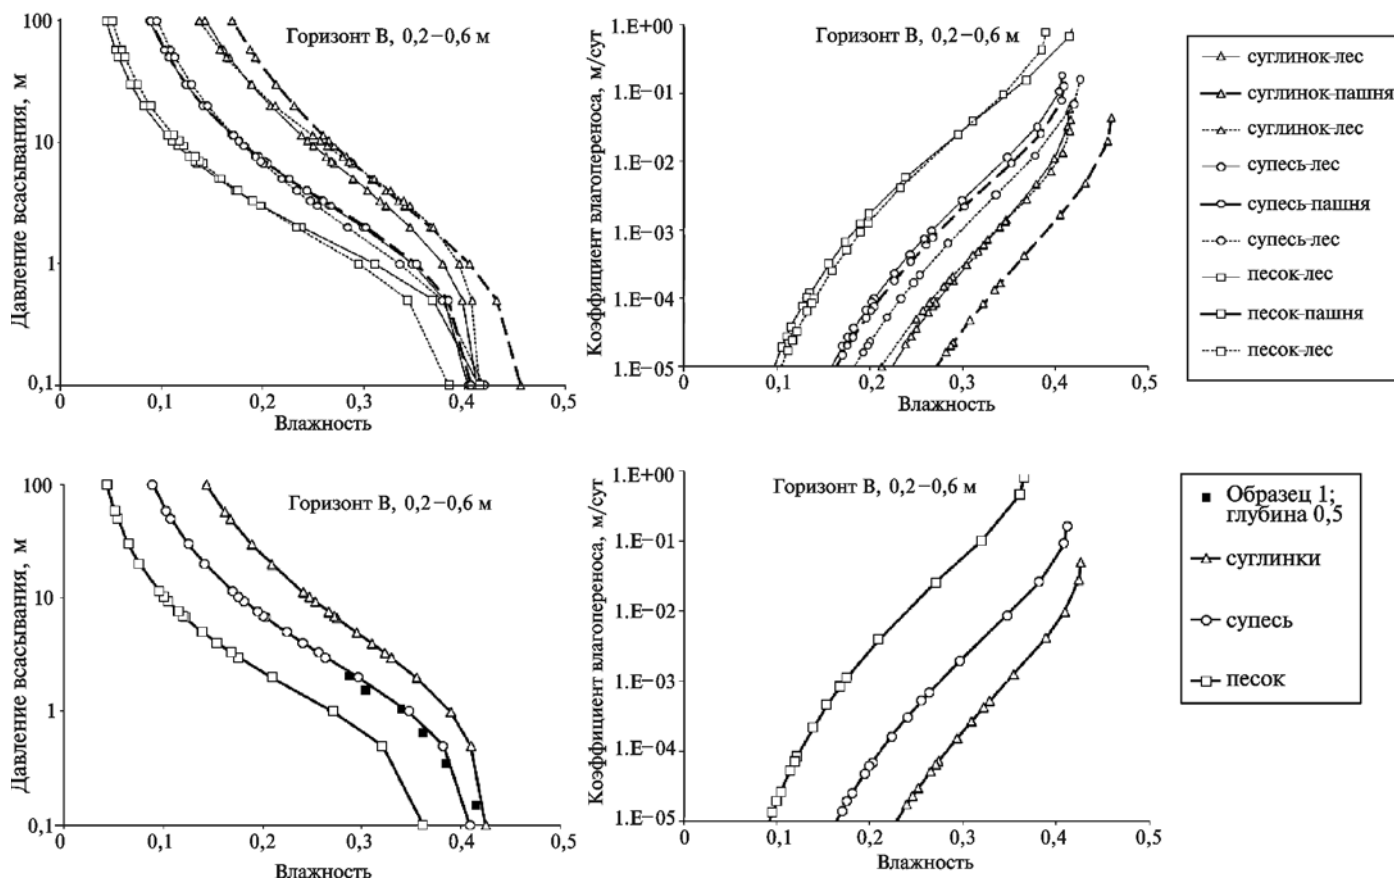 Давление всасывания, м
100
10
1
0,1
0
0,1
0,2
0,3
0,4
0,5
Влажность
Горизонт В, 0,2−0,6 м
Коэффициент влагопереноса, м/сут
1.E+00
1.E−01
1.E−02
1.E−03
1.E−04
1.E−05
0
0,1
0,2
0,3
0,4
0,5
Влажность
Горизонт В, 0,2−0,6 м
суглинок-лес
суглинок-пашня
суглинок-лес
супесь-лес
супесь-пашня
супесь-лес
песок-лес
песок-пашня
песок-лес
Давление всасывания, м
100
10
1
0,1
0
0,1
0,2
0,3
0,4
0,5
Влажность
Горизонт В, 0,2−0,6 м
Коэффициент влагопереноса, м/сут
1.E+00
1.E−01
1.E−02
1.E−03
1.E−04
1.E−05
0
0,1
0,2
0,3
0,4
0,5
Влажность
Горизонт В, 0,2−0,6 м
Образец 1;
глубина 0,5
суглинки
супесь
песок